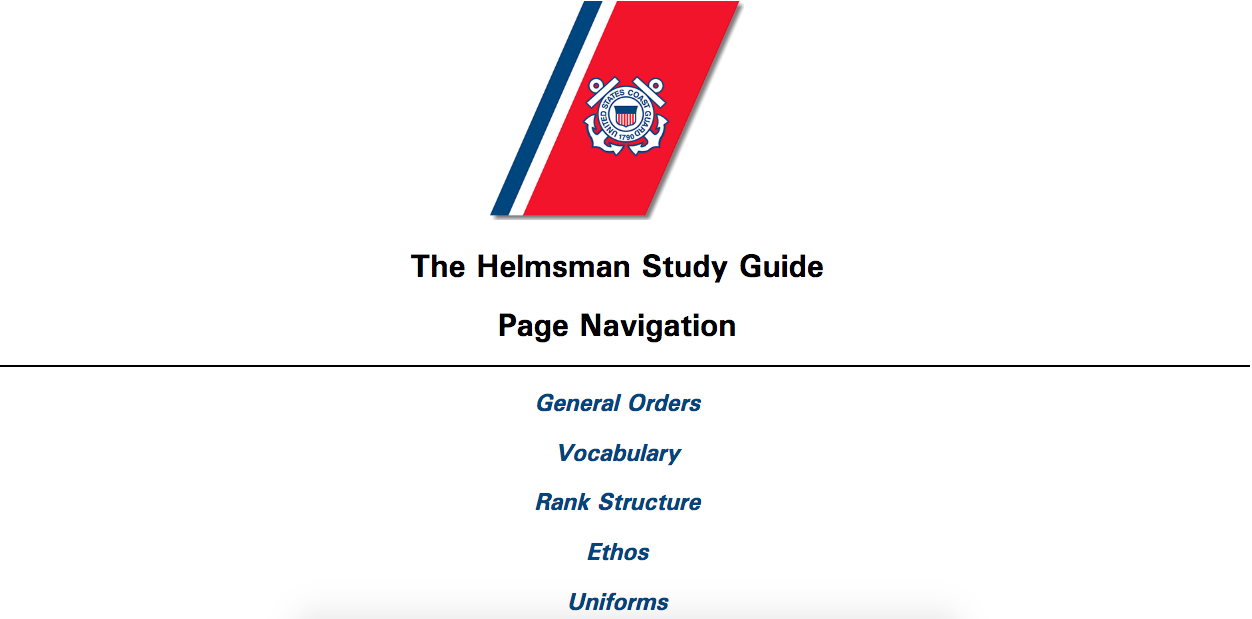 UNITED STATES COAST GUARD
1790
The Helmsman Study Guide
Page Navigation
General Orders
Vocabulary
Rank Structure
Ethos
Uniforms